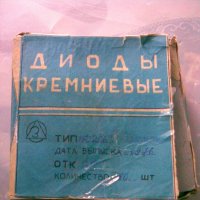 ДИОДЫ
КРЕМНИЕВЫЕ
ТИП
ДАТА ВЫПУСКА
ОТК
КОЛИЧЕСТВО ШТ